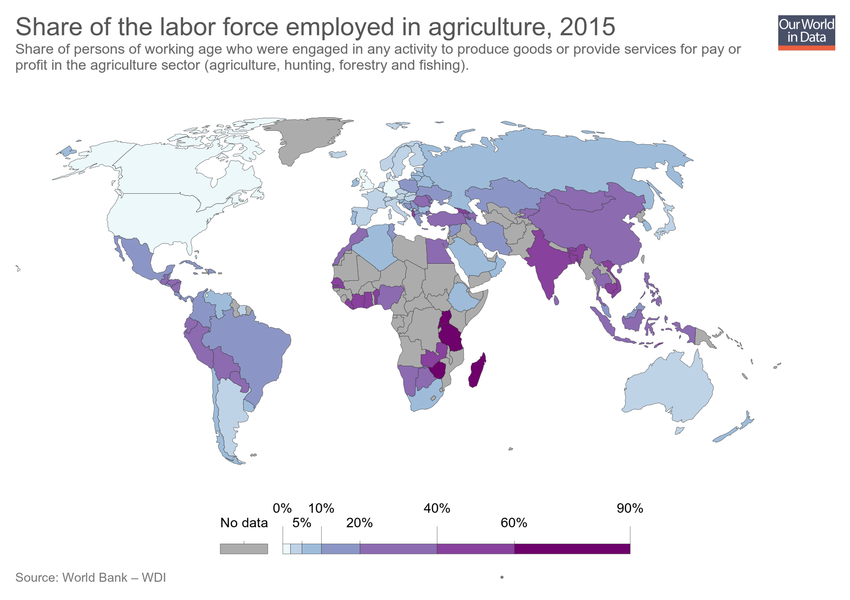 Share of the labor force employed in agriculture, 2015
Share of persons of working age who were engaged in any activity to produce goods or provide services for pay or
profit in the agriculture sector (agriculture, hunting, forestry and fishing).
Our World
in Data
0% 10% 40% 90%
No data 5% 20% 60%
Source: World Bank – WDI